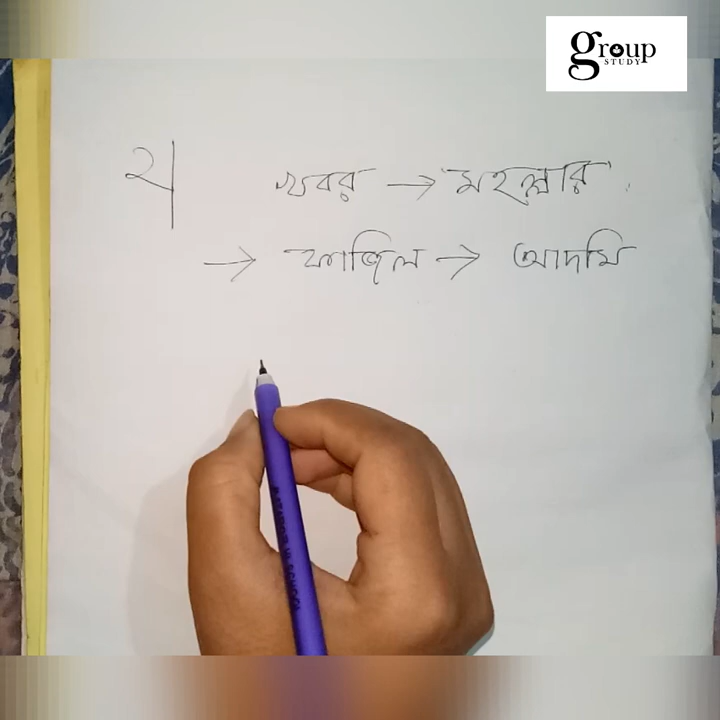 group
STUDY
২| খবর → মহল্লার
→ ফাজিল → আদমি